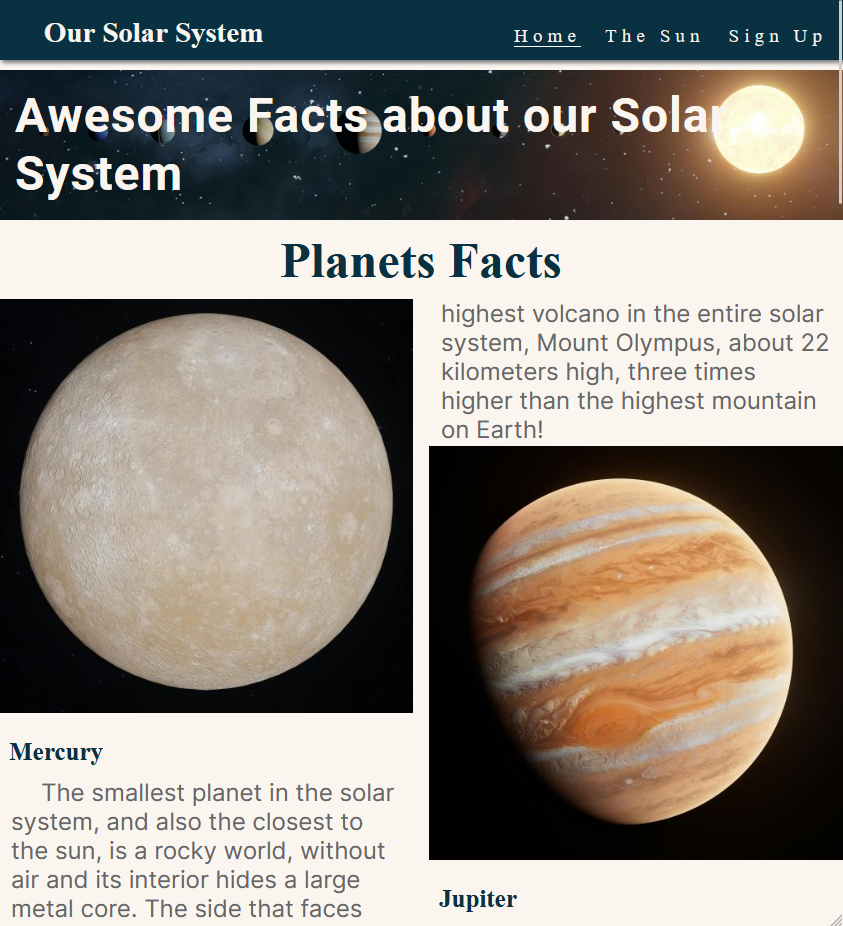 Our Solar System
Home The Sun Sign Up
Awesome Facts about our Solar
System
Planets Facts
Mercury
The smallest planet in the solar
system, and also the closest to
the sun, is a rocky world, without
air and its interior hides a large
metal core. The side that faces
highest volcano in the entire solar
system, Mount Olympus, about 22
kilometers high, three times
higher than the highest mountain
on Earth!
Jupiter